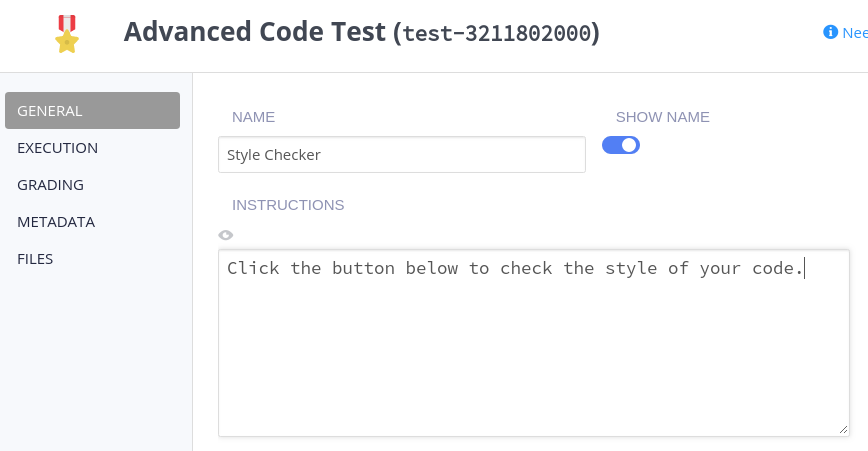 Advanced Code Test (test-3211802000)
Nee
GENERAL
EXECUTION
GRADING
METADATA
FILES
NAME
SHOW NAME
Style Checker
INSTRUCTIONS
Click the button below to check the style of your code.